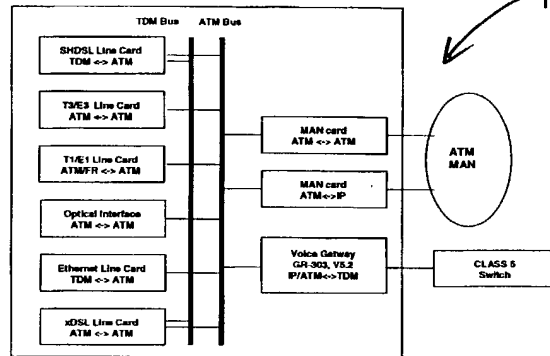 TDM Bus
ATM Bus
SHDSL Line Card
TDM <-> ATM
T3/E3 Line Card
ATM <-> ATM
T1/E1 Line Card
ATM/FR <-> ATM
Optical Interface
ATM <-> ATM
Ethernet Line Card
TDM <-> ATM
xDSL Line Card
ATM <-> ATM
MAN card
ATM <-> ATM
MAN card
ATM<->IP
Voice Getway
GR-303, V5.2
IP/ATM<->TDM
ATM
MAN
CLASS 5
Switch